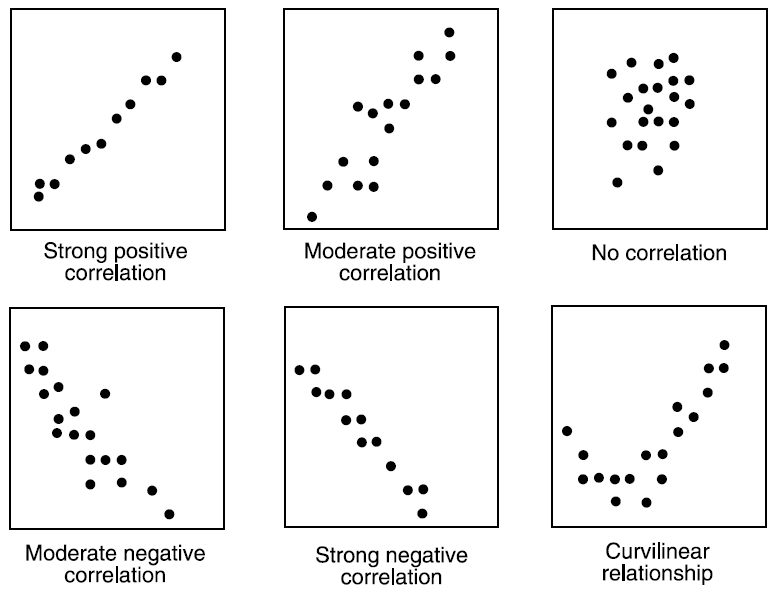 Strong positive
correlation
Moderate positive
correlation
No correlation
Moderate negative
correlation
Strong negative
correlation
Curvilinear
relationship